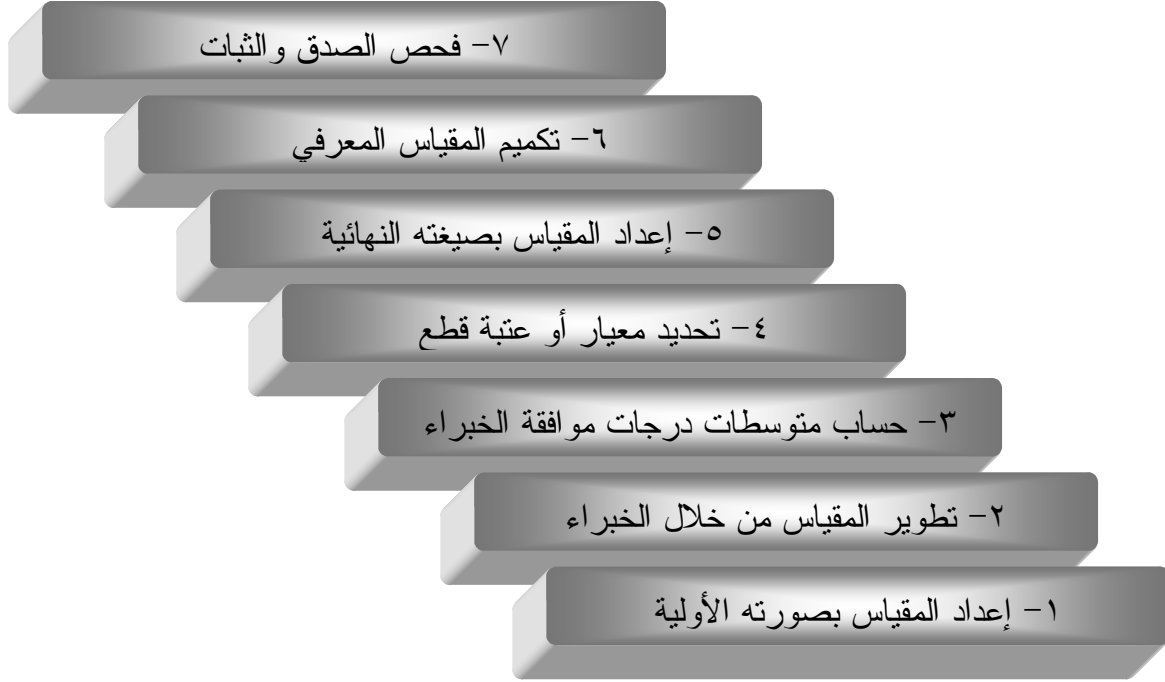 ٧- فحص الصدق والثبات
٦- تكميم المقياس المعرفي
٥- إعداد المقياس بصيغته النهائية
٤- تحديد معيار أو عتبة قطع
٣- حساب متوسطات درجات موافقة الخبراء
٢- تطوير المقياس من خلال الخبراء
١- إعداد المقياس بصورته الأولية